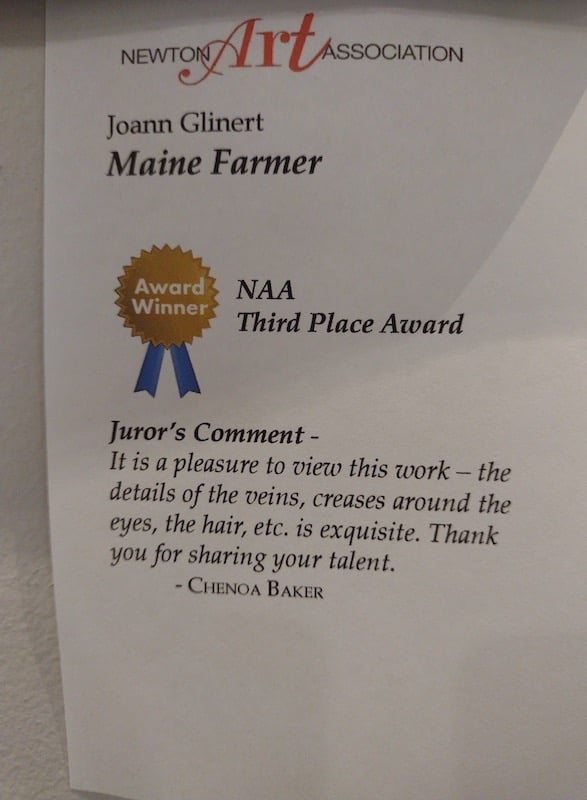 NEWTON Art ASSOCIATION
Joann Glinert
Maine Farmer
Award
Winner
NAA
Third Place Award
Juror's Comment -
It is a pleasure to view this work – the
details of the veins, creases around the
eyes, the hair, etc. is exquisite. Thank
you for sharing your talent.
- CHENOA BAKER